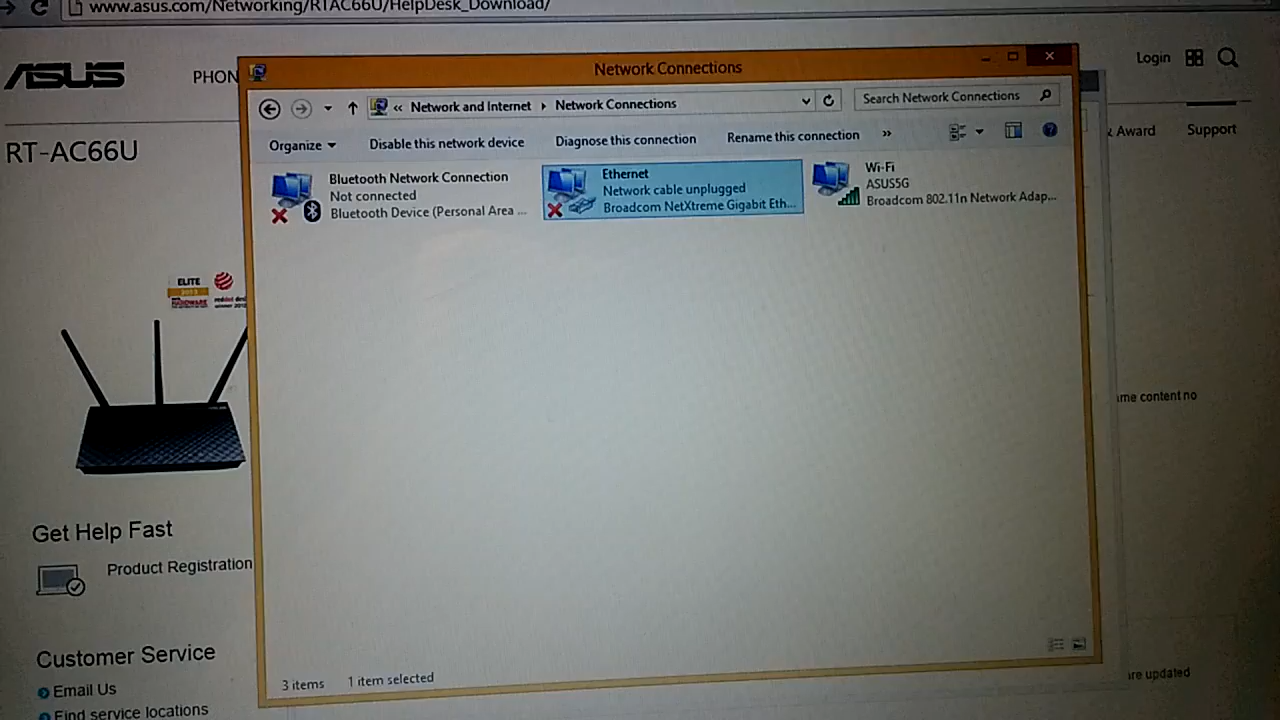 www.asus.com/Networking/RTAC66U/HelpDesk_Download/
ASUS
PHON
Login
Network Connections
« Network and Internet
Network Connections
Search Network Connections
Organize
Disable this network device
Diagnose this connection
Rename this connection
»
& Award
Support
RT-AC66U
Bluetooth Network Connection
Not connected
Bluetooth Device (Personal Area ...
Ethernet
Network cable unplugged
Broadcom NetXtreme Gigabit Eth...
Wi-Fi
ASUS5G
Broadcom 802.11n Network Adap...
ELITE
HARDWARE
content no
Get Help Fast
Product Registration
Customer Service
Email Us
Find service locations
3 items
1 item selected
updated